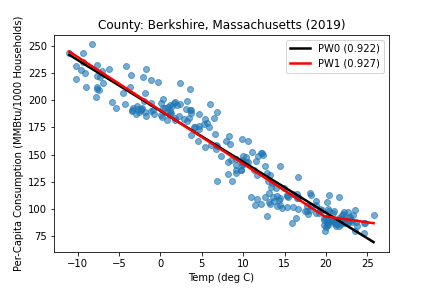 County: Berkshire, Massachusetts (2019)
PW0 (0.922)
PW1 (0.927)
Per-Capita Consumption (MMBtu/1000 Households)
250
225
200
175
150
125
100
75
−10 −5 0 5 10 15 20 25
Temp (deg C)